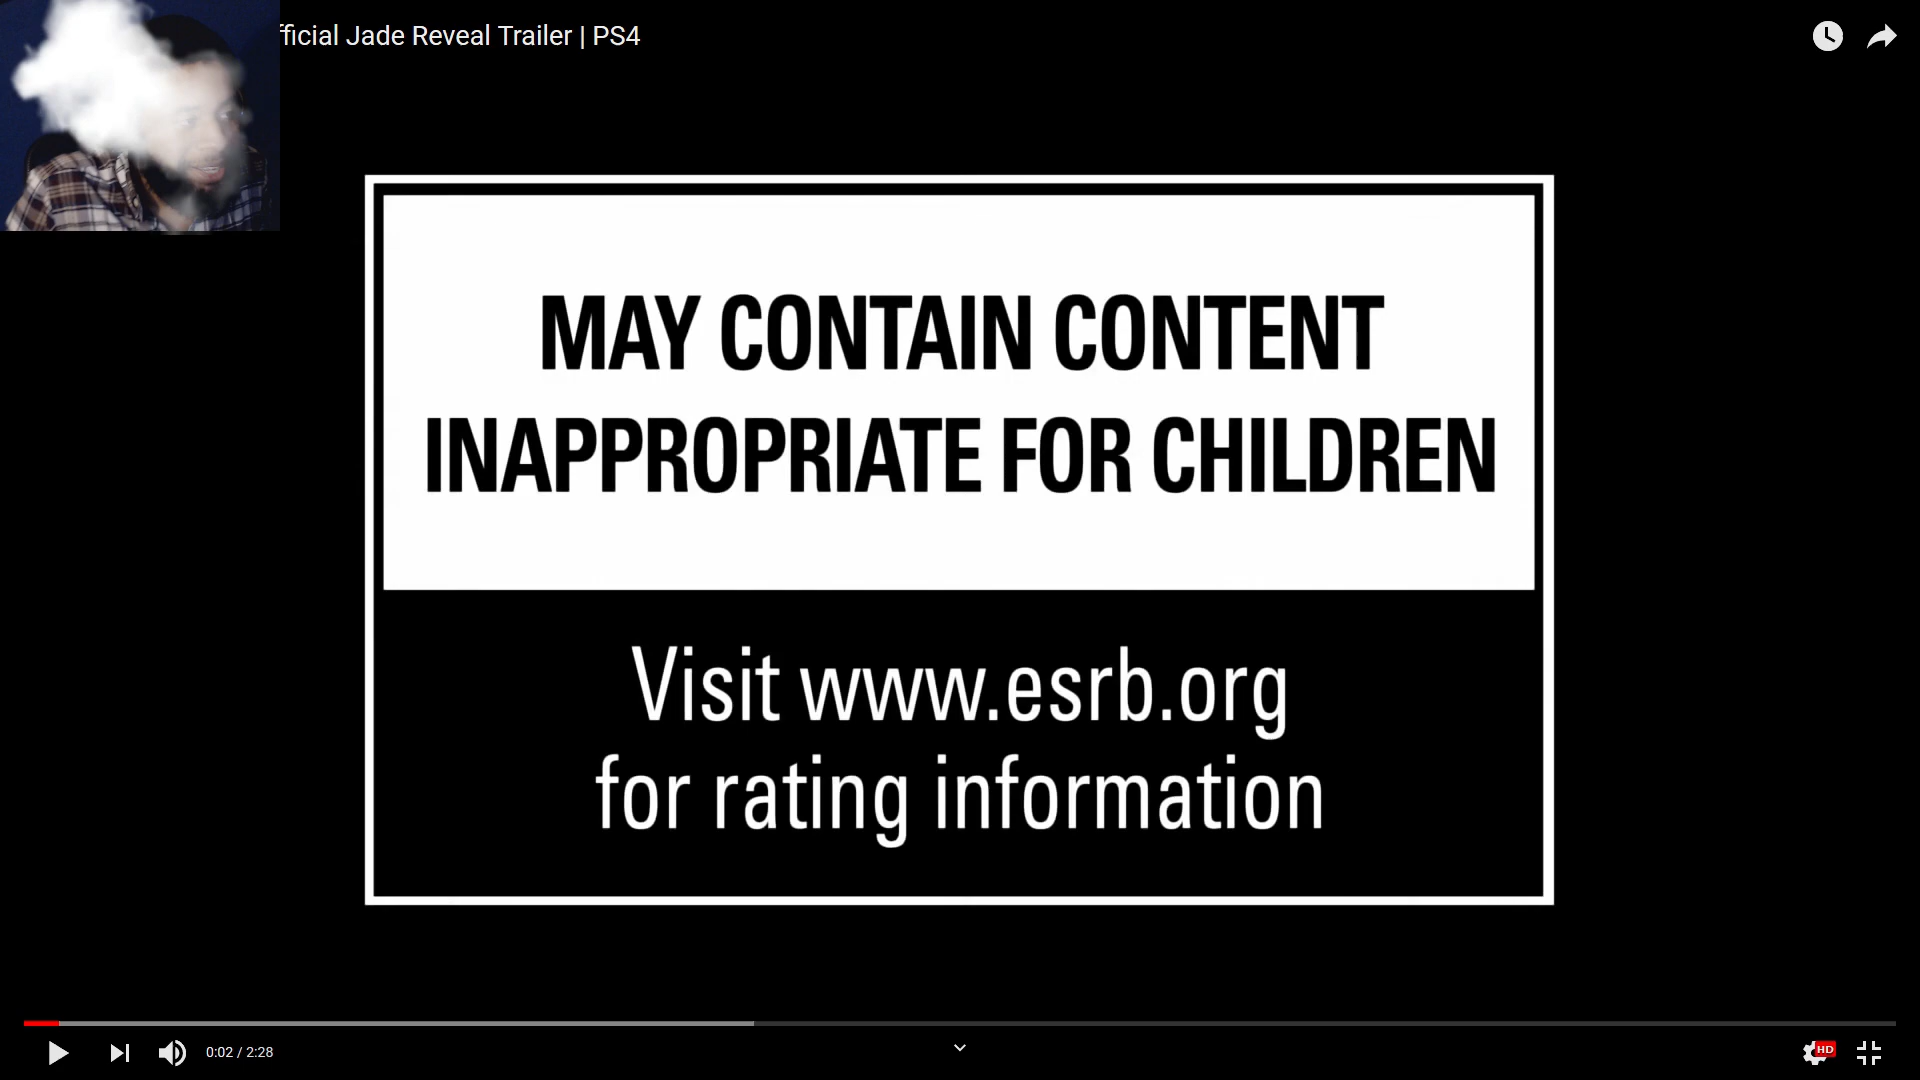 fficial Jade Reveal Trailer | PS4
MAY CONTAIN CONTENT
INAPPROPRIATE FOR CHILDREN
Visit www.esrb.org
for rating information
0:02 / 2:28
HD